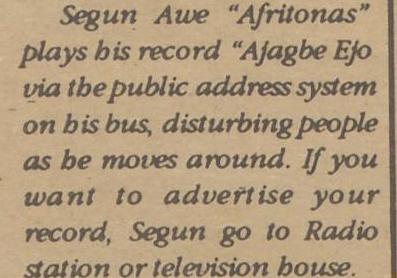 Segun Awe “Afritonas”
plays his record “Ajagbe Ejo
via the public address system
on his bus, disturbing people
as he moves around. If you
want to advertise your
record, Segun go to Radio
station or television house.